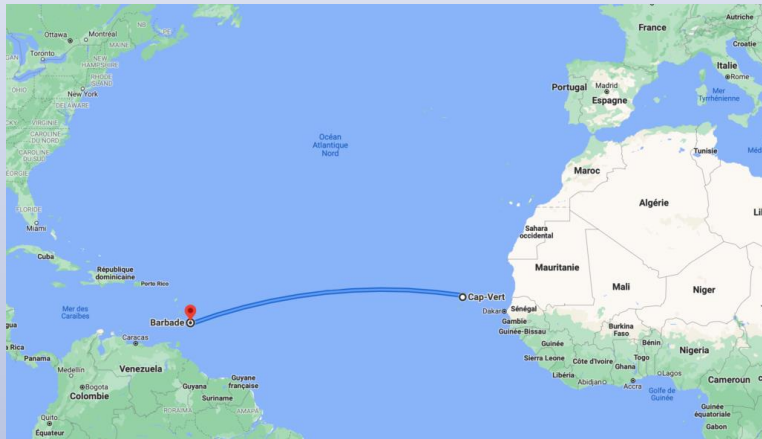 France
Autriche
Croatie
Ottawa
Montréal
MAINE
Toronto
NEW
HAMPSHIRE
RHODE
ISLAND
New York
OHIO
DELAWARE
VIRGINIE
CAROLINE
DU NORD
CAROLINE
DU SUD
FLORIDE
Miami
Portugal
Madrid
Espagne
Italie
Rome
Mer
Tyrrhénienne
Océan
Atlantique
Nord
Tunisie
Maroc
Algérie
Sahara
occidental
Mauritanie
Mali
Niger
Cuba
République
dominicaine
Porto Rico
Mer des
Caraïbes
Barbade
Cap-Vert
Dakar
Sénégal
Gambie
Guinée-Bissau
Burkina
Faso
Guinée
Bénin
Nigeria
Sierra Leone
Côte d'Ivoire
Togo
Ghana
Libéria
Abidjan
Accra
Lagos
Cameroun
Golfe de
Guinée
Guinée
équatoriale
Gabon
Caracas
Panama
Medellin
Venezuela
Bogota
Colombie
Guyana
Guyane
française
Suriname
RORAIMA
AMAPÁ
Quito
Équateur